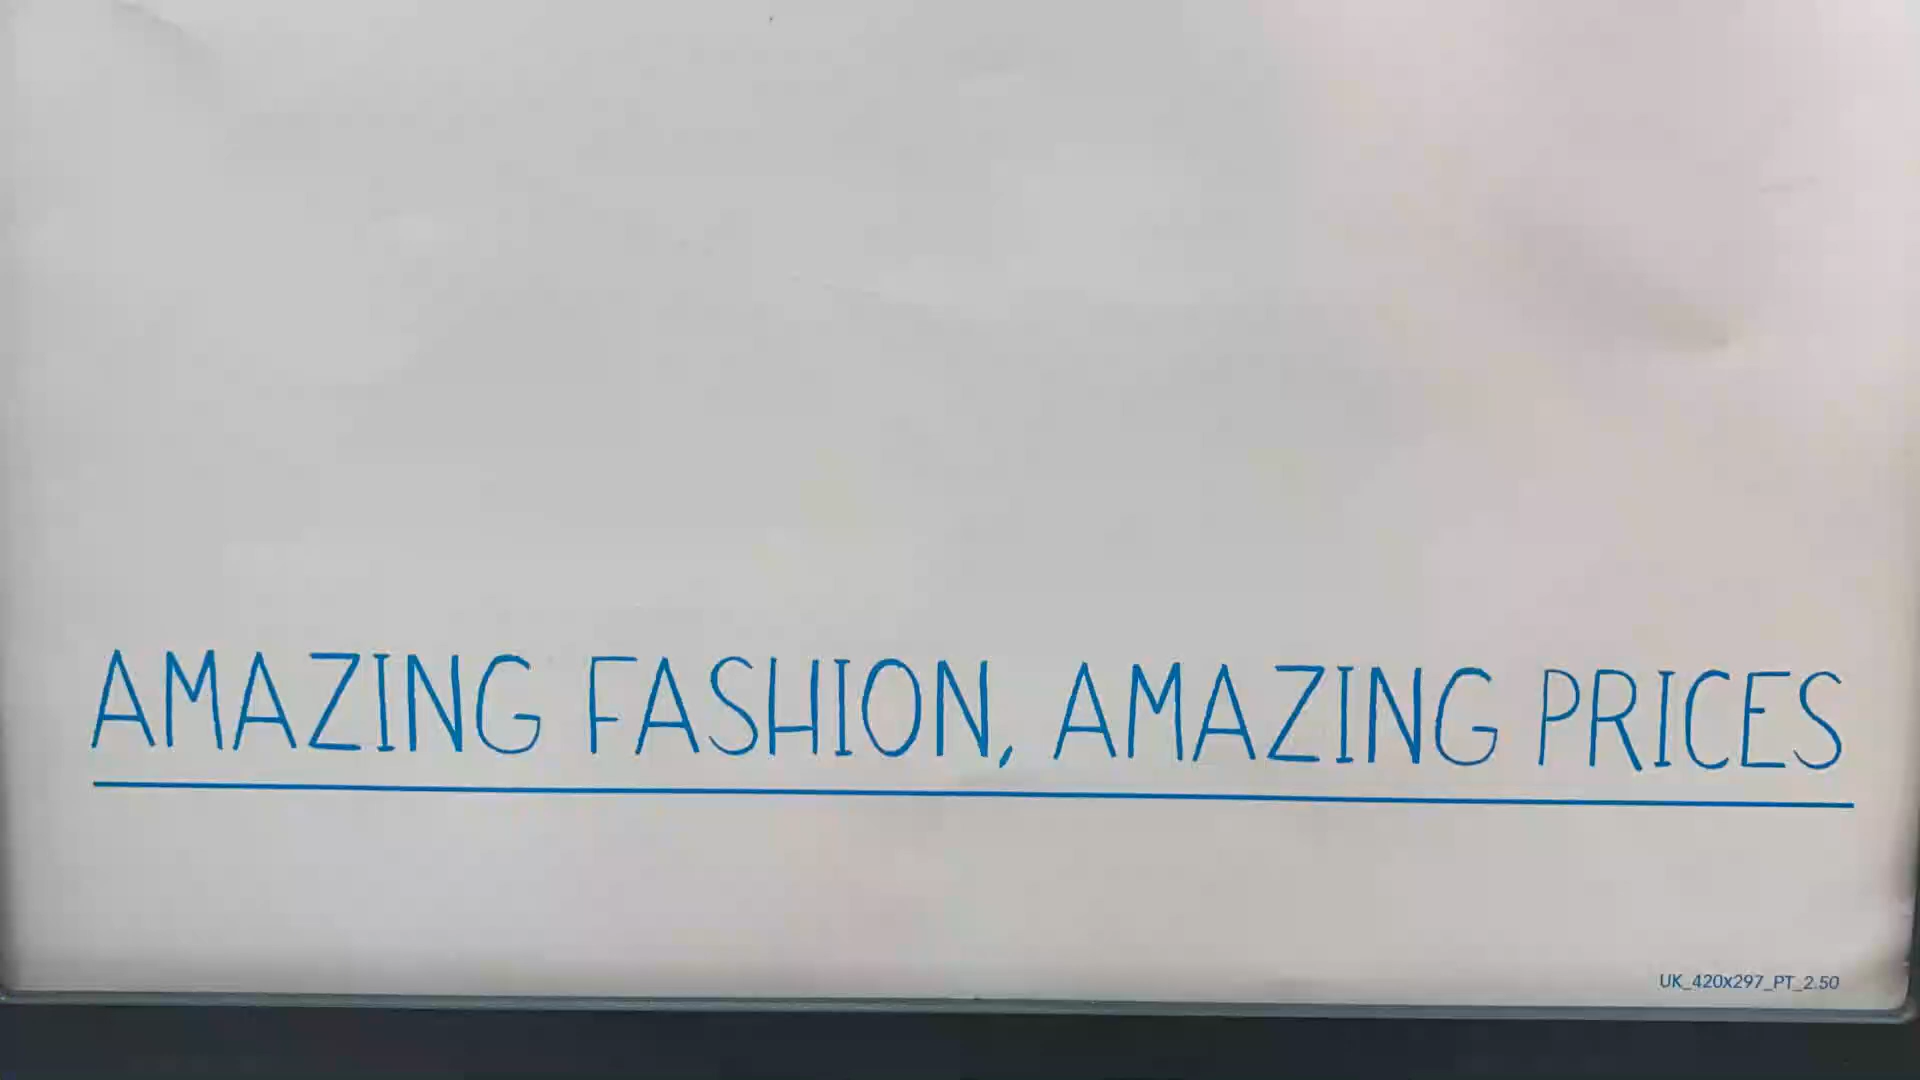 AMAZING FASHION, AMAZING PRICES
UK_420x297_PT_2.50